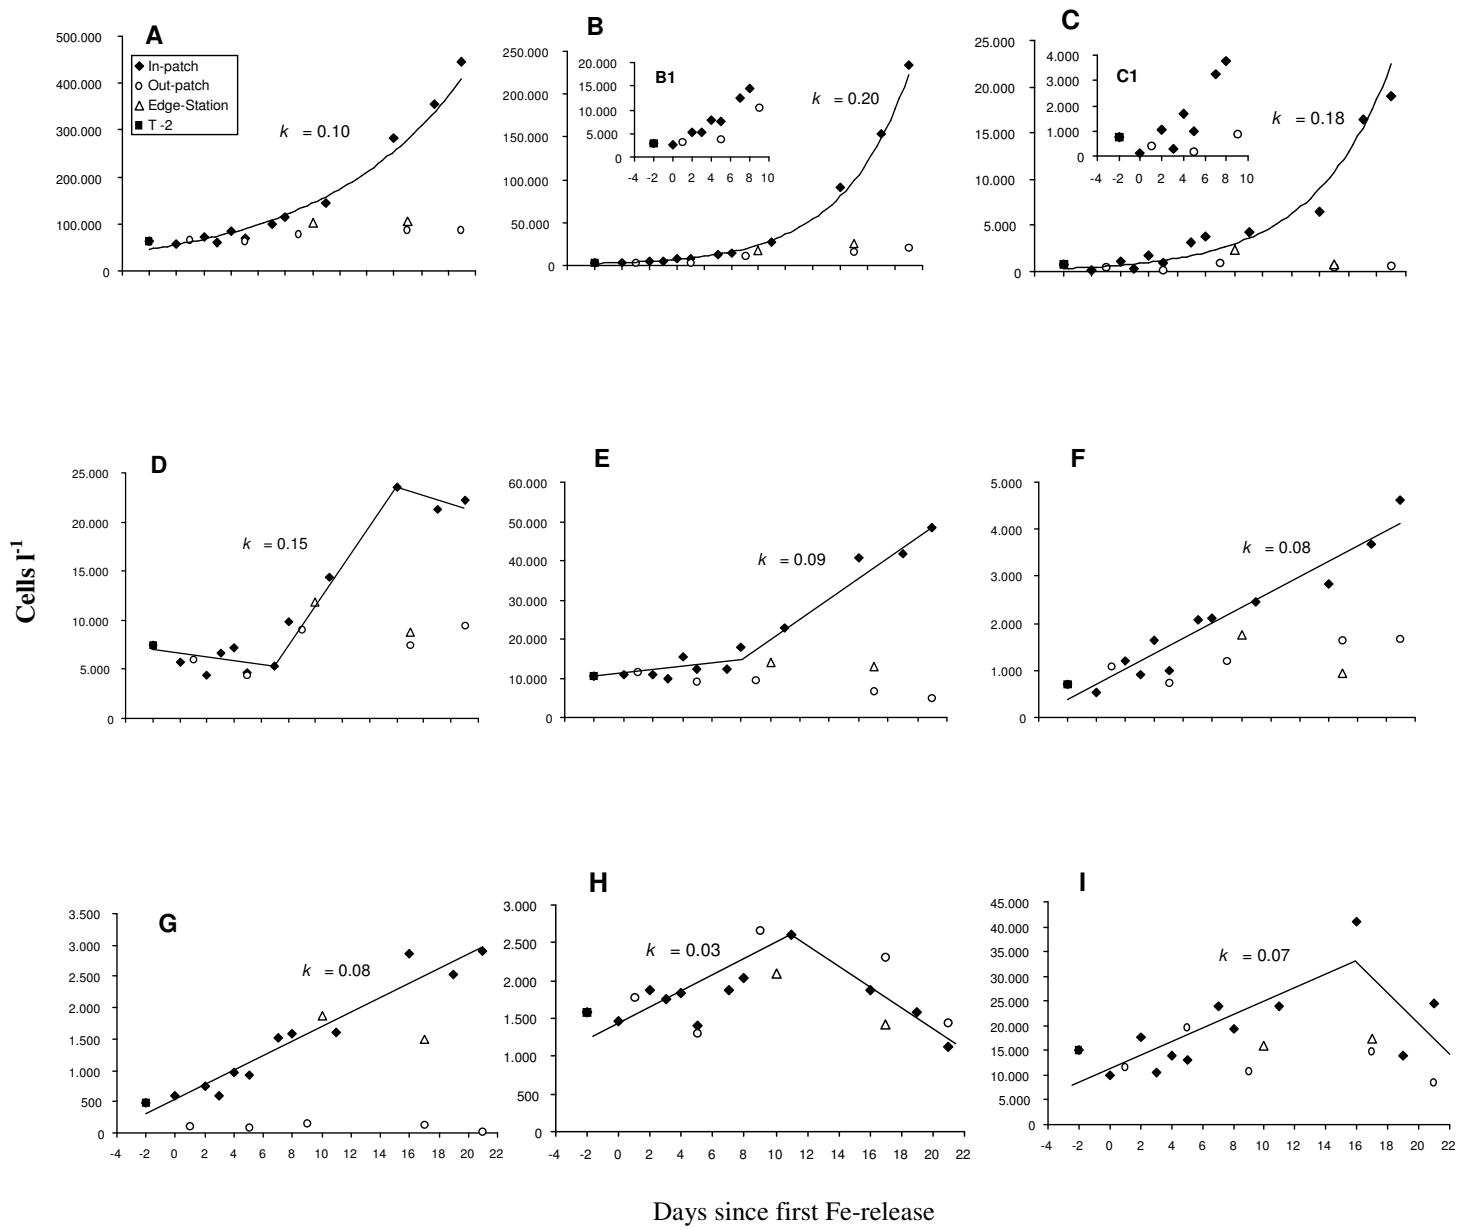 A
500.000
400.000
300.000
200.000
100.000
0
In-patch
Out-patch
Edge-Station
T -2
k = 0.10
B
250.000
200.000
150.000
100.000
50.000
0
B1
20.000
15.000
10.000
5.000
0
-4 -2 0 2 4 6 8 10
k = 0.20
C
25.000
20.000
15.000
10.000
5.000
0
C1
4.000
3.000
2.000
1.000
0
-4 -2 0 2 4 6 8 10
k = 0.18
Cells l-1
D
25.000
20.000
15.000
10.000
5.000
0
k = 0.15
E
60.000
50.000
40.000
30.000
20.000
10.000
0
k = 0.09
F
5.000
4.000
3.000
2.000
1.000
0
k = 0.08
G
3.500
3.000
2.500
2.000
1.500
1.000
500
0
k = 0.08
-4 -2 0 2 4 6 8 10 12 14 16 18 20 22
H
3.000
2.500
2.000
1.500
1.000
500
0
k = 0.03
-4 -2 0 2 4 6 8 10 12 14 16 18 20 22
I
45.000
40.000
35.000
30.000
25.000
20.000
15.000
10.000
5.000
0
k = 0.07
-4 -2 0 2 4 6 8 10 12 14 16 18 20 22
Days since first Fe-release